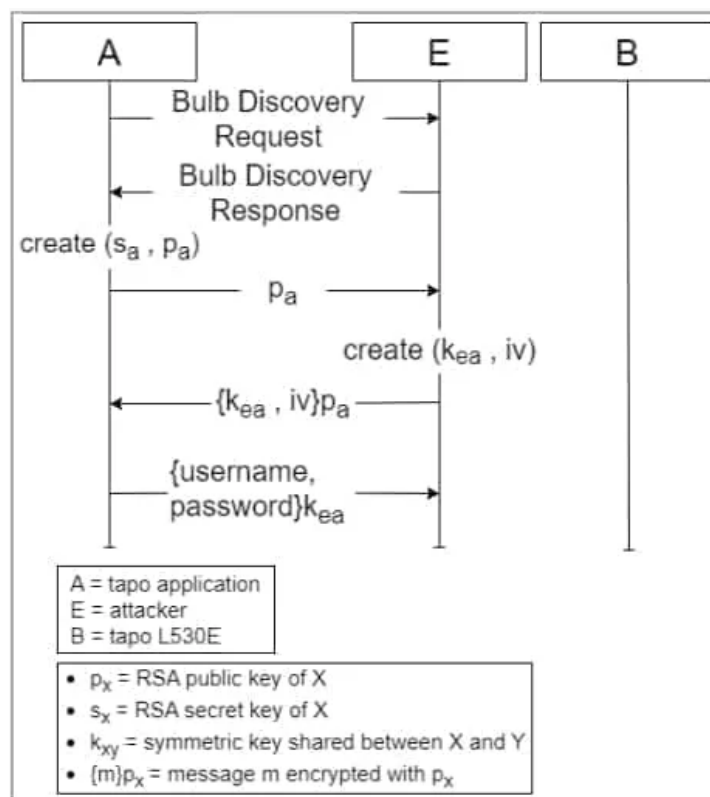 A
E
B
Bulb Discovery
Request
Bulb Discovery
Response
create (sa , pa)
pa
create (kea , iv)
{kea , iv}pa
{username,
password}kea
A = tapo application
E = attacker
B = tapo L530E
• px = RSA public key of X
• sx = RSA secret key of X
• kxy = symmetric key shared between X and Y
• {m}px = message m encrypted with px